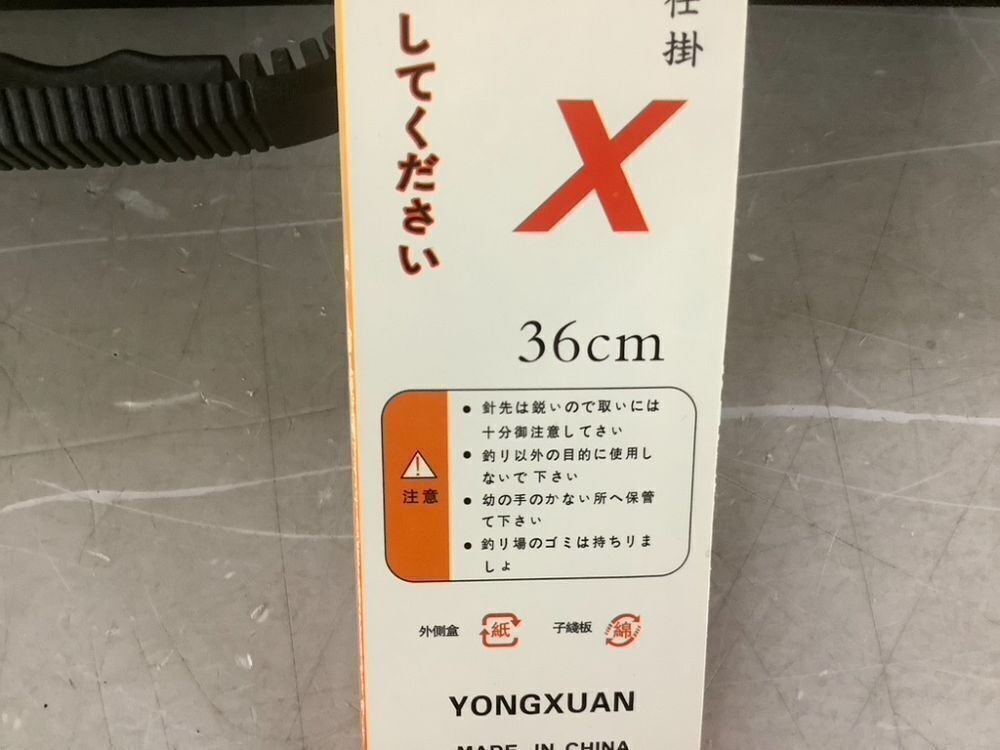 してください
仕掛
X
36cm
注意
● 針先は鋭いので取いには
十分御注意してさい
● 釣リ以外の目的に使用し
ないで下さい
● 幼の手のかない所へ保管
て下さい
● 釣リ場のゴミは持ちリま
しょ
外側盒 紙 子綫板 綿
YONGXUAN
MADE IN CHINA